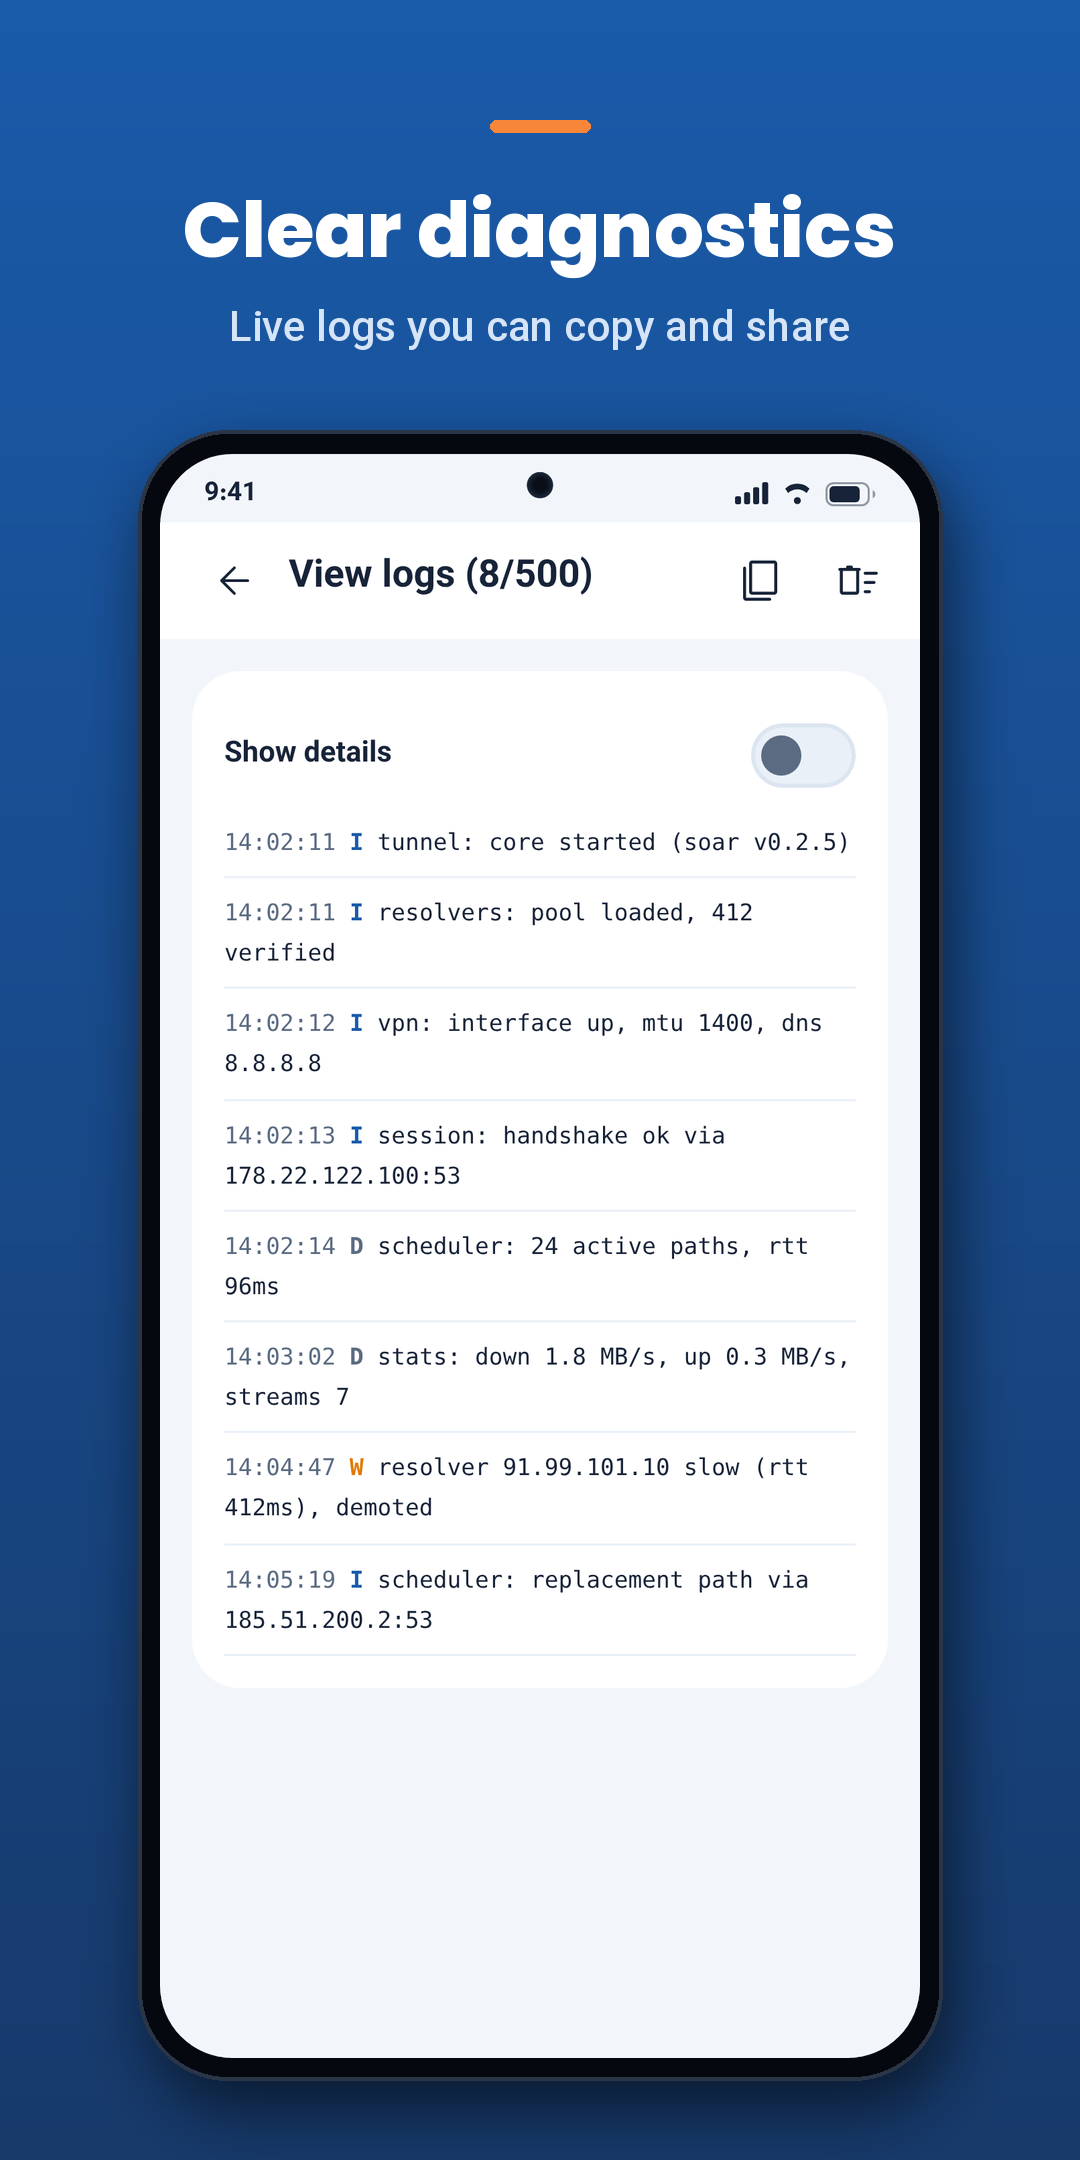 Clear diagnostics
Live logs you can copy and share
9:41
View logs (8/500)
Show details
14:02:11 I tunnel: core started (soar v0.2.5)
14:02:11 I resolvers: pool loaded, 412
verified
14:02:12 I vpn: interface up, mtu 1400, dns
8.8.8.8
14:02:13 I session: handshake ok via
178.22.122.100:53
14:02:14 D scheduler: 24 active paths, rtt
96ms
14:03:02 D stats: down 1.8 MB/s, up 0.3 MB/s,
streams 7
14:04:47 W resolver 91.99.101.10 slow (rtt
412ms), demoted
14:05:19 I scheduler: replacement path via
185.51.200.2:53